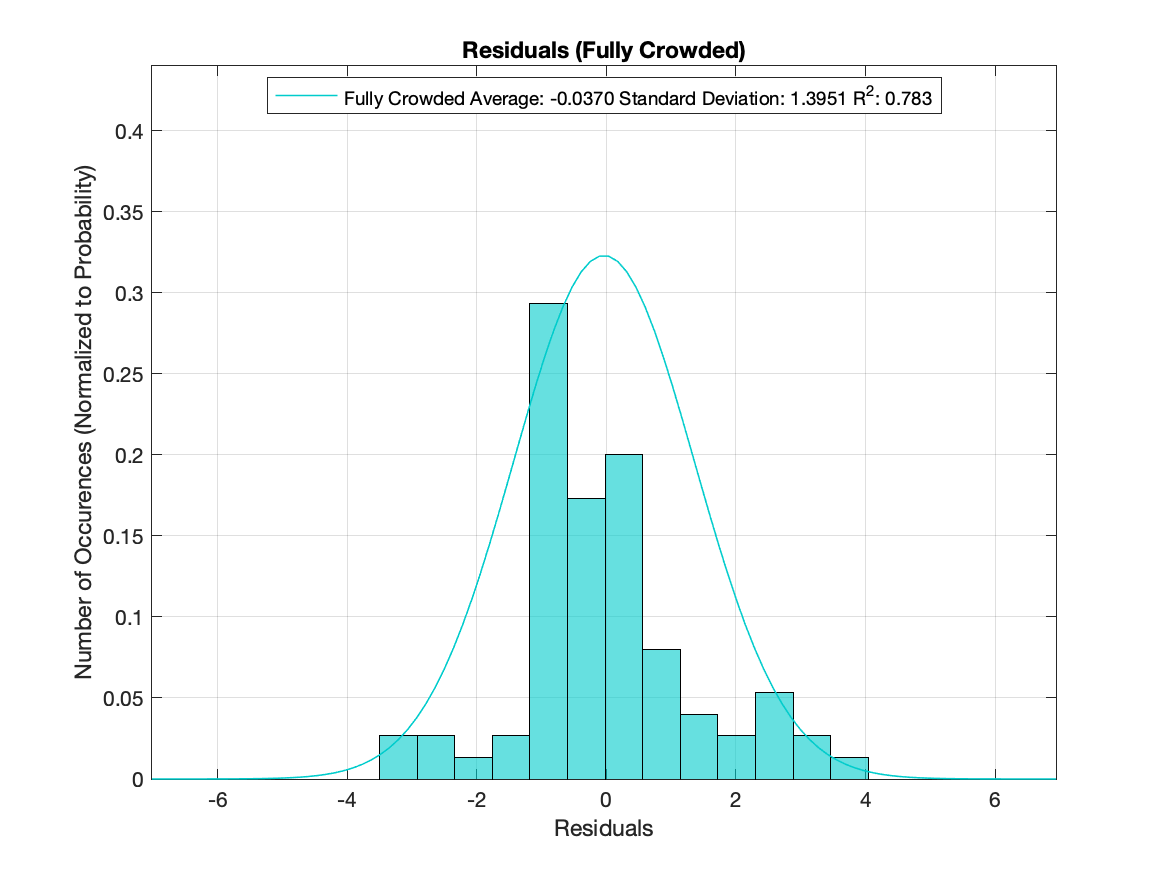 Residuals (Fully Crowded)
Fully Crowded Average: -0.0370 Standard Deviation: 1.3951 R²: 0.783
Number of Occurences (Normalized to Probability)
0.4
0.35
0.3
0.25
0.2
0.15
0.1
0.05
0
-6 -4 -2 0 2 4 6
Residuals